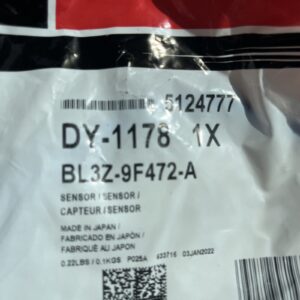 5124777
DY-1178 1X
BL3Z-9F472-A
SENSOR / SENSOR /
CAPTEUR / SENSOR
MADE IN JAPAN /
FABRICADO EN JAPÓN /
FABRIQUÉ AU JAPON
0.22LBS / 0.1KGS P025A 633716 03JAN2022